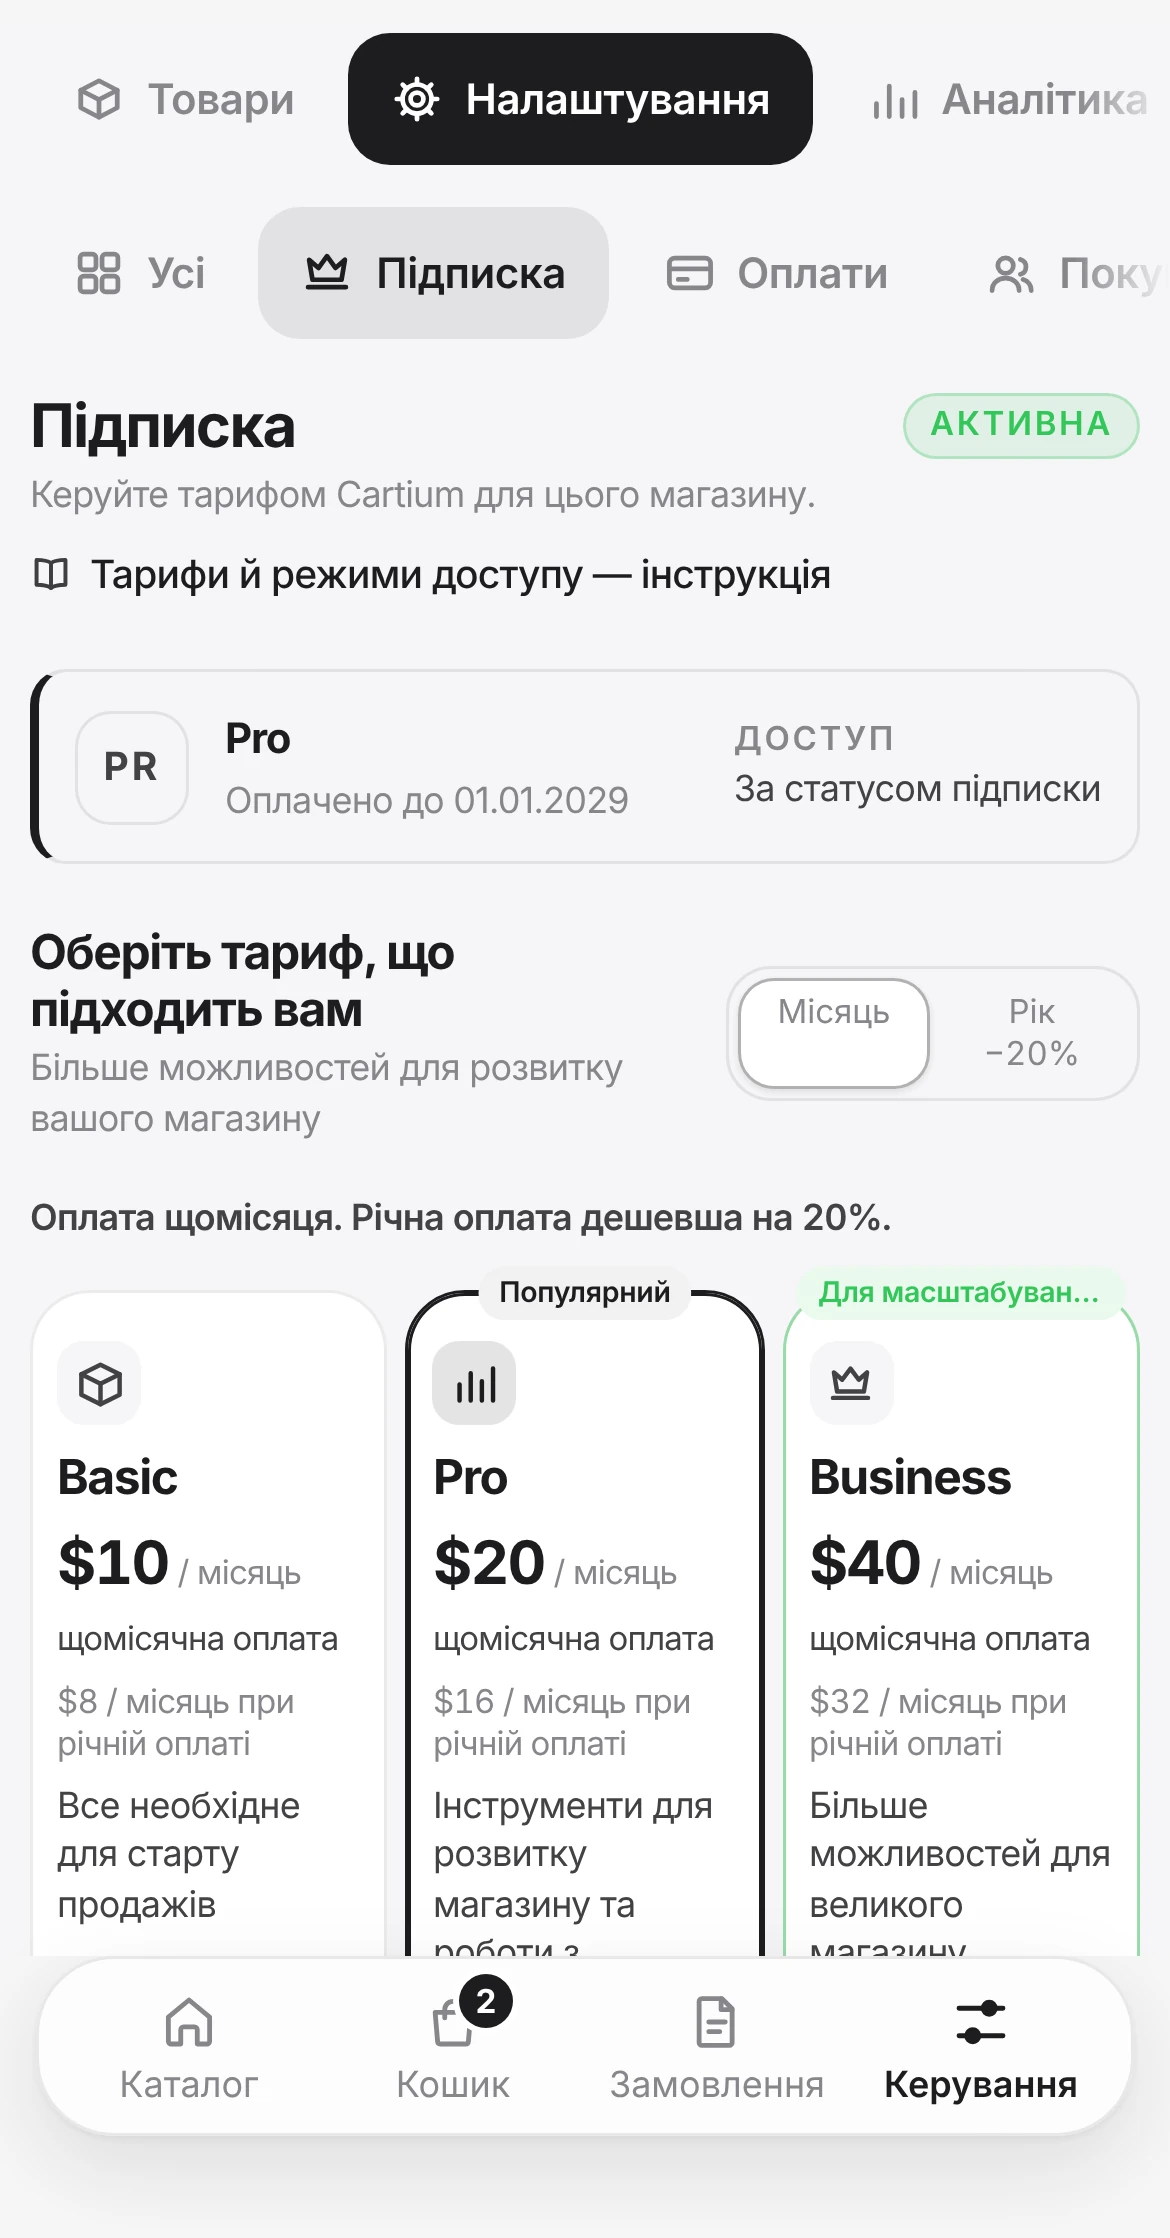 Товари
Налаштування
Аналітика
Усі
Підписка
Оплати
Поку
Підписка
АКТИВНА
Керуйте тарифом Cartium для цього магазину.
Тарифи й режими доступу — інструкція
PR
Pro
Оплачено до 01.01.2029
ДОСТУП
За статусом підписки
Оберіть тариф, що
підходить вам
Більше можливостей для розвитку
вашого магазину
Місяць
Рік
−20%
Оплата щомісяця. Річна оплата дешевша на 20%.
Basic
$10 / місяць
щомісячна оплата
$8 / місяць при
річній оплаті
Все необхідне
для старту
продажів
Популярний
Pro
$20 / місяць
щомісячна оплата
$16 / місяць при
річній оплаті
Інструменти для
розвитку
магазину та
роботи з
Для масштабуван...
Business
$40 / місяць
щомісячна оплата
$32 / місяць при
річній оплаті
Більше
можливостей для
великого
магазину
Каталог
2
Кошик
Замовлення
Керування